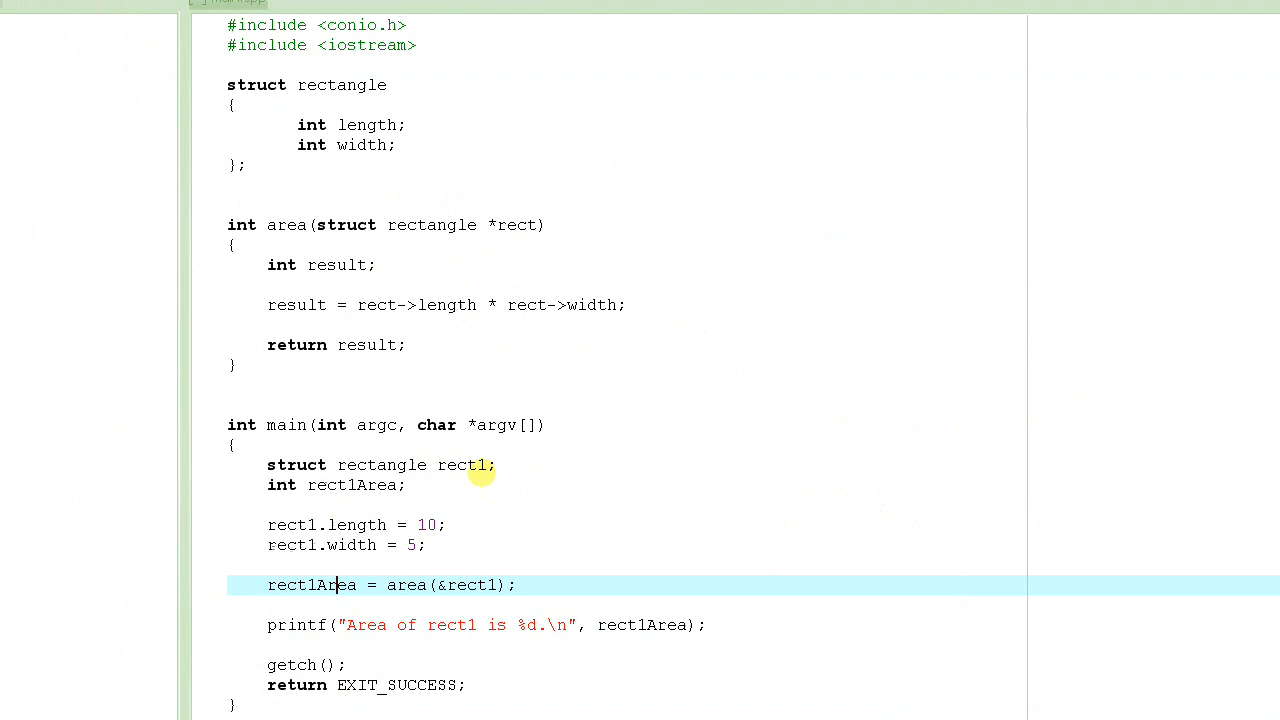 #include <conio.h>
#include <iostream>
struct rectangle
{
int length;
int width;
};
int area(struct rectangle *rect)
{
int result;
result = rect->length * rect->width;
return result;
}
int main(int argc, char *argv[])
{
struct rectangle rect1;
int rect1Area;
rect1.length = 10;
rect1.width = 5;
rect1Area = area(&rect1);
printf("Area of rect1 is %d.\n", rect1Area);
getch();
return EXIT_SUCCESS;
}